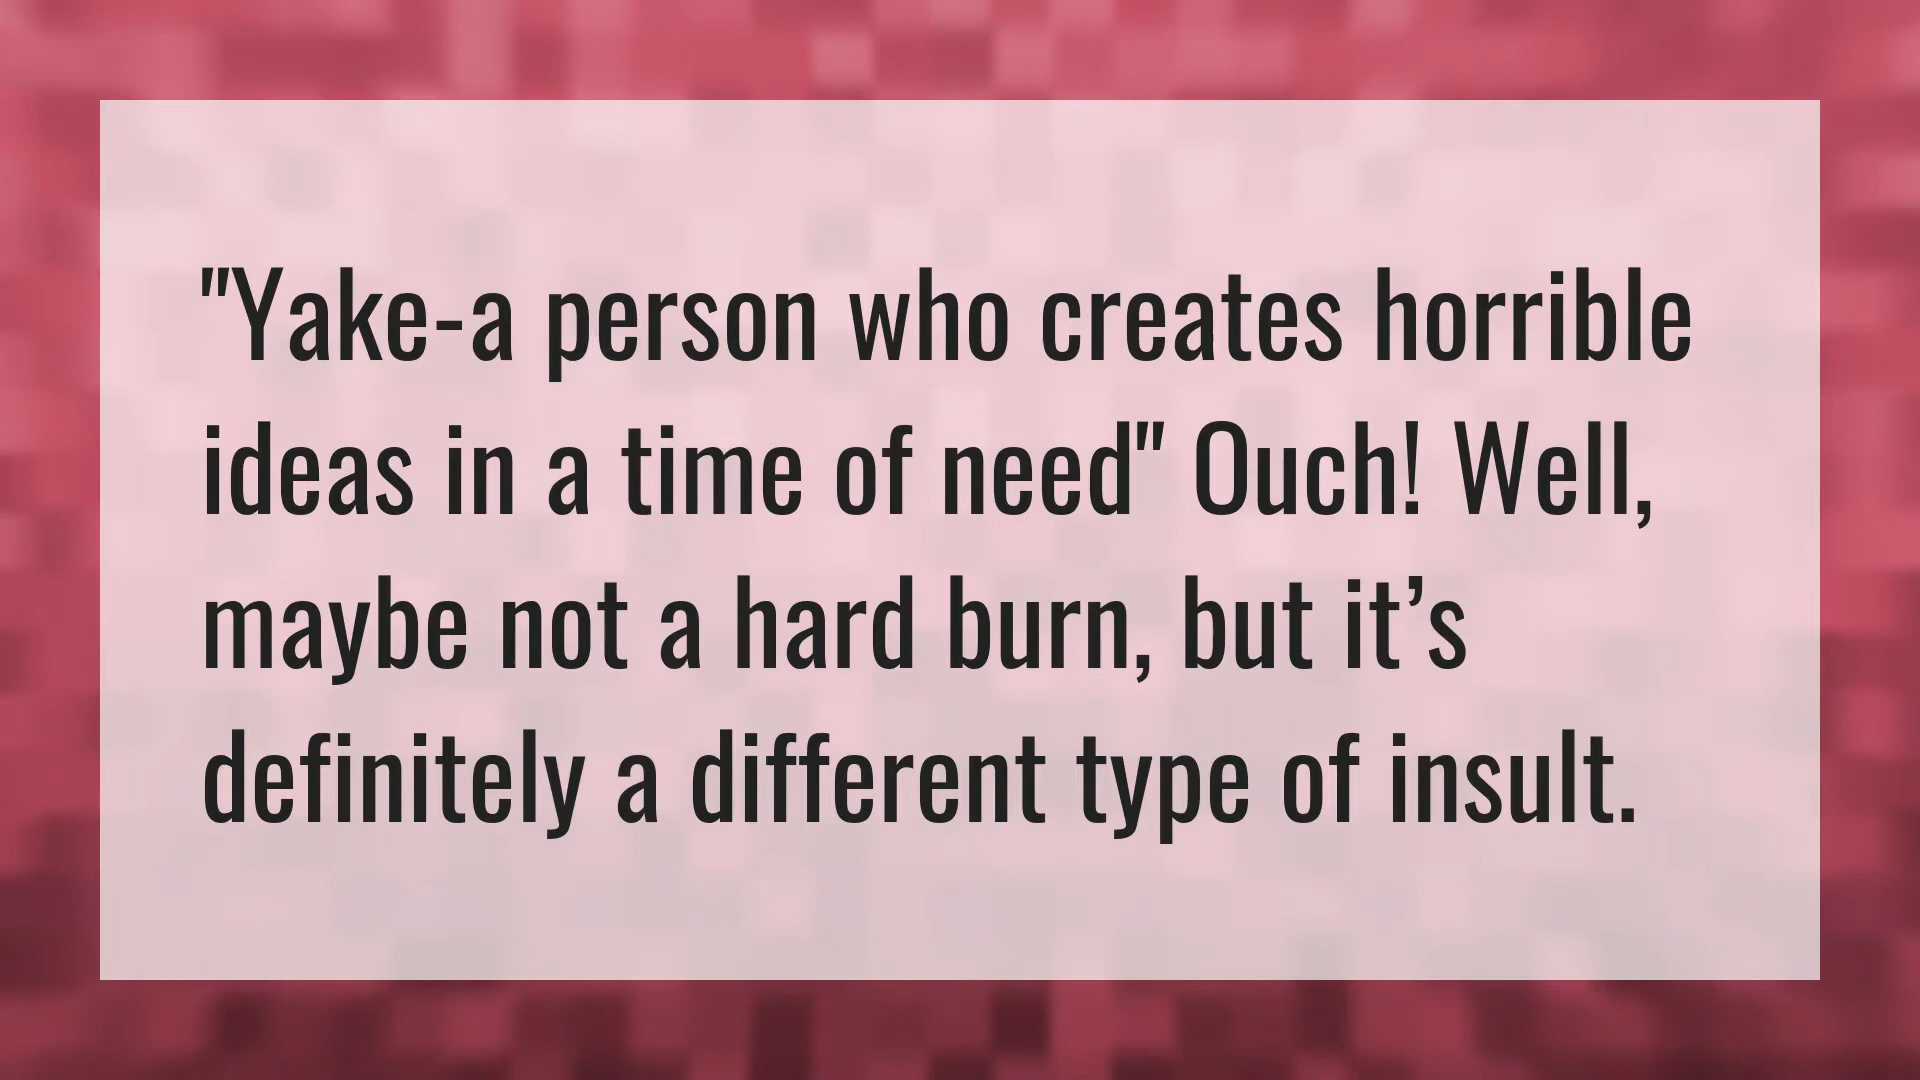 "Yake-a person who creates horrible
ideas in a time of need" Ouch! Well,
maybe not a hard burn, but it’s
definitely a different type of insult.